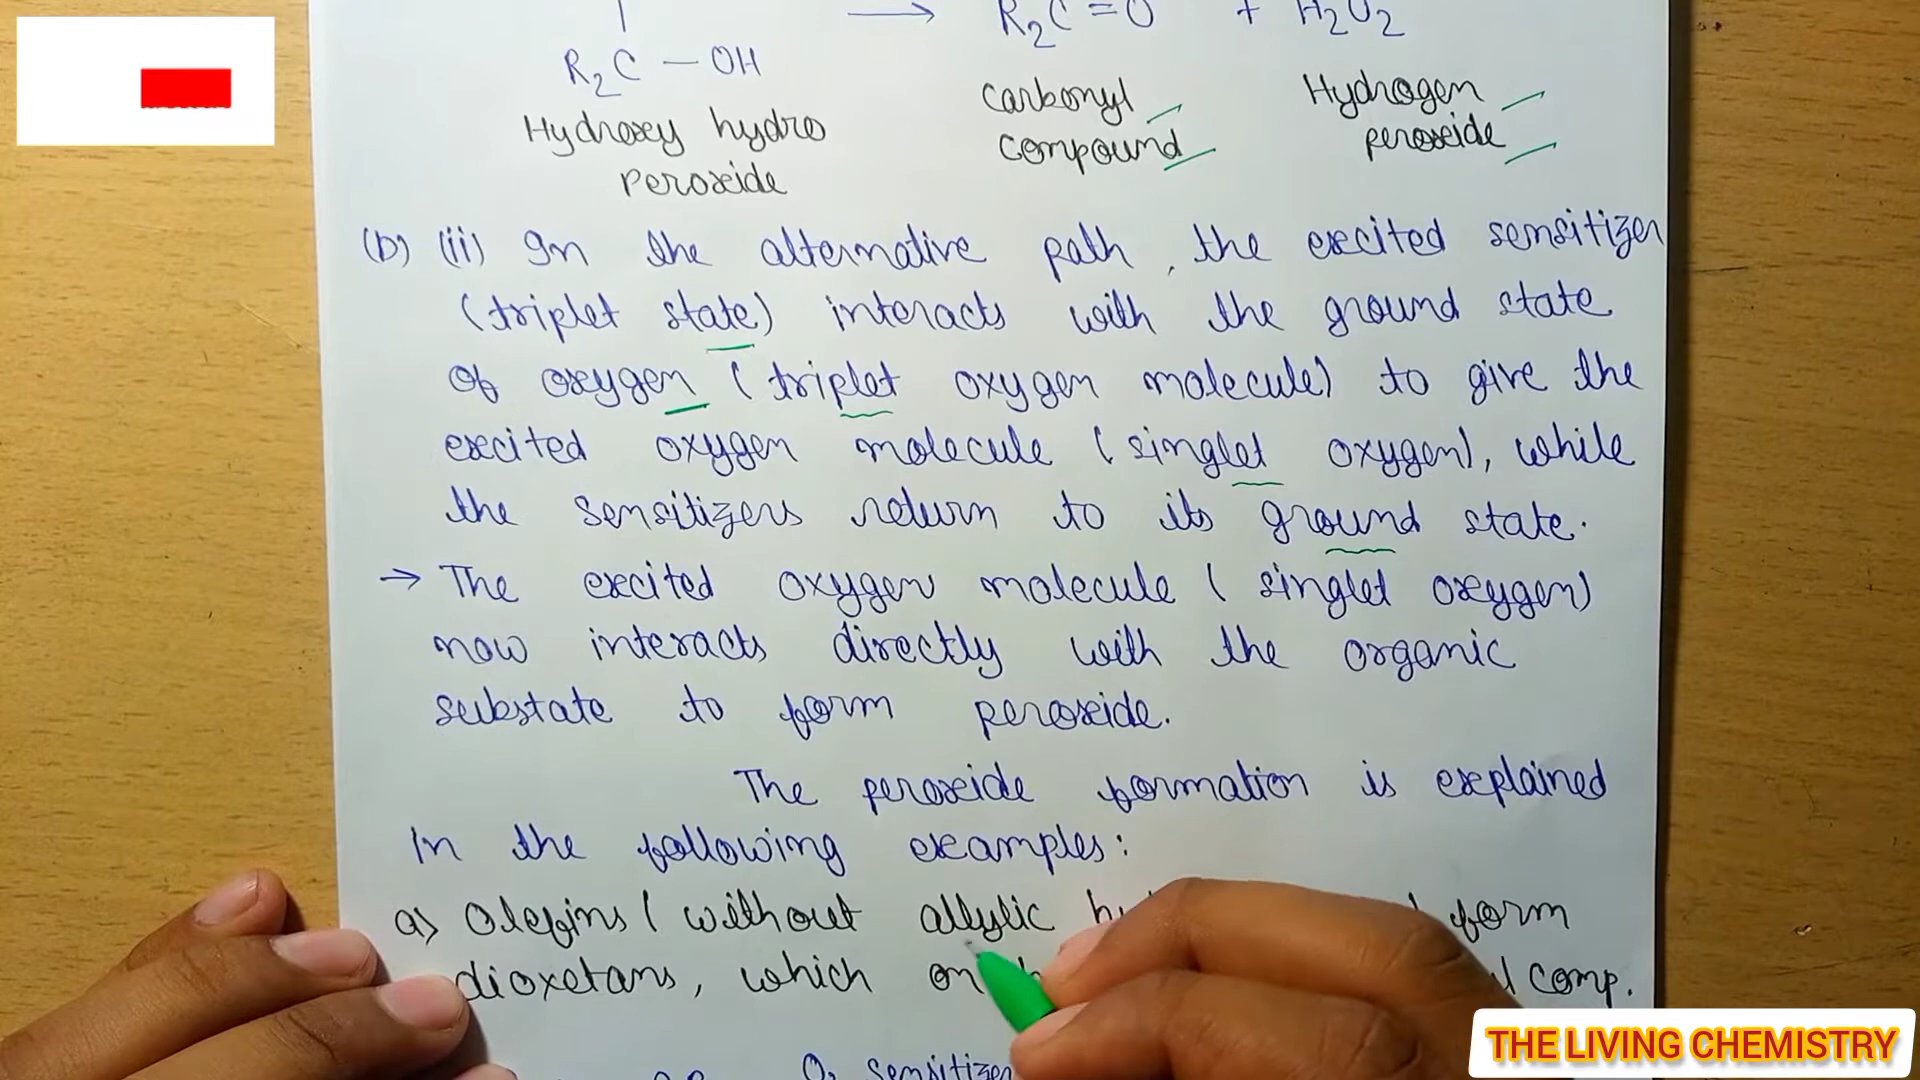 → R₂C=O + H₂O₂
R₂C — OH
Carbonyl Hydrogen
Hydroxy hydro compound peroxide
peroxide
(b) (ii) In the alternative path, the excited sensitizer
(triplet state) interacts with the ground state
of oxygen (triplet oxygen molecule) to give the
excited oxygen molecule (singlet oxygen), while
the sensitizers return to its ground state.
→ The excited oxygen molecule (singlet oxygen)
now interacts directly with the organic
substate to form peroxide.
The peroxide formation is explained
In the following examples:
a) Olefins (without allylic form
dioxetans, which comp.
O₂ sensitizer
THE LIVING CHEMISTRY